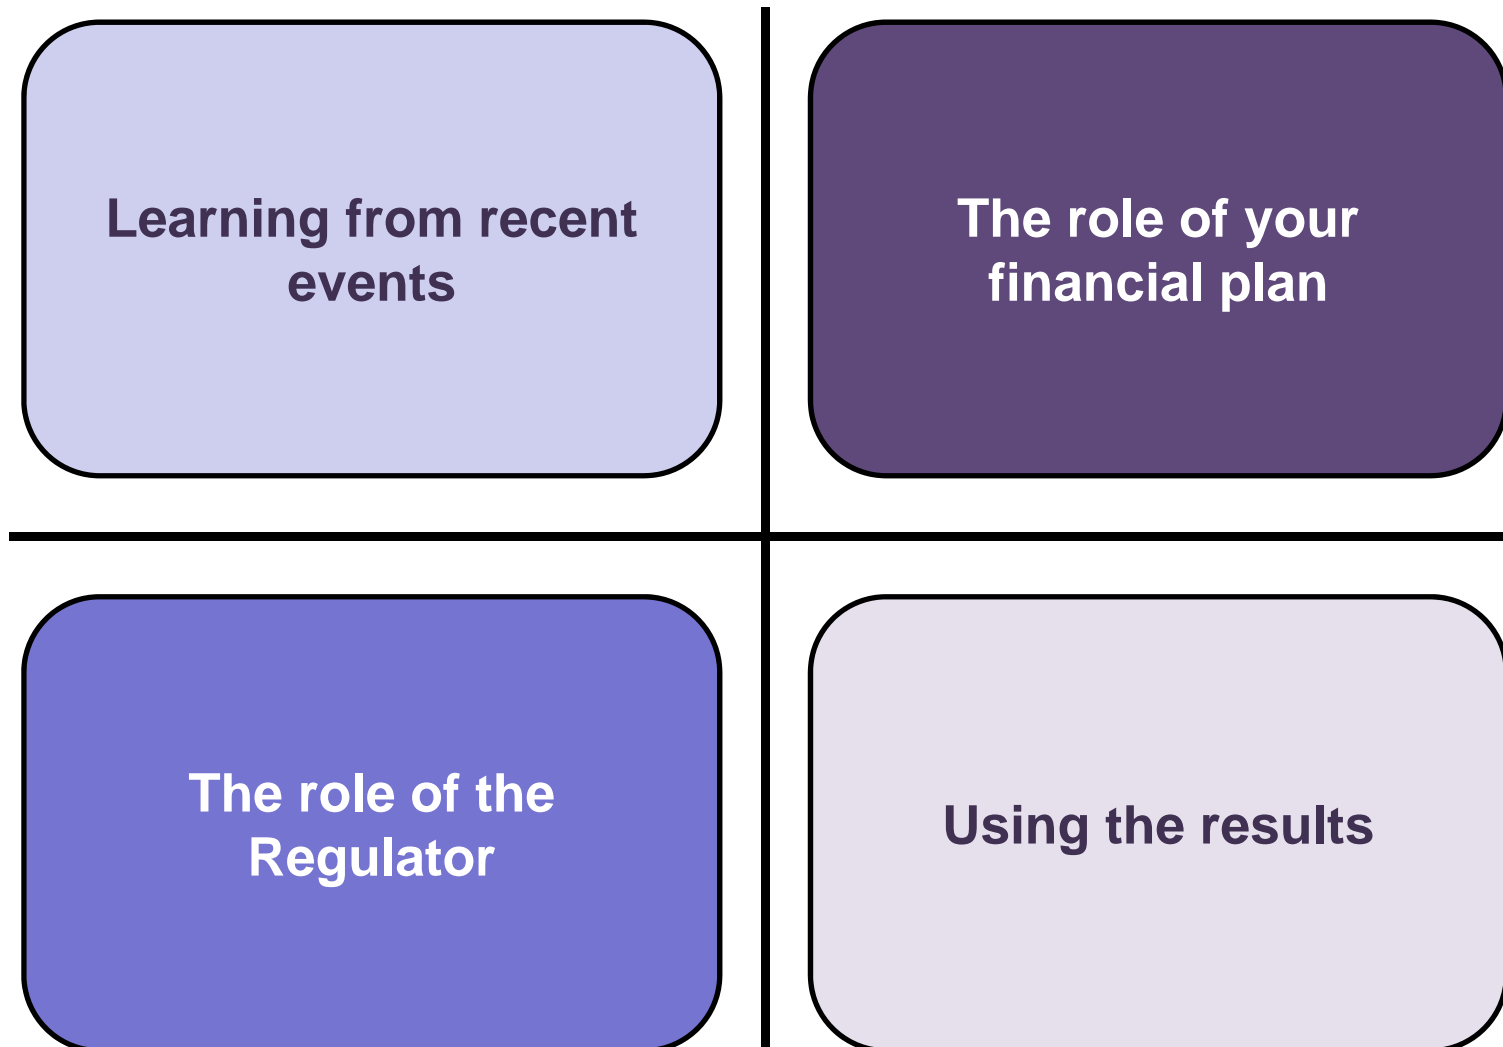 Learning from recent
events
The role of your
financial plan
The role of the
Regulator
Using the results